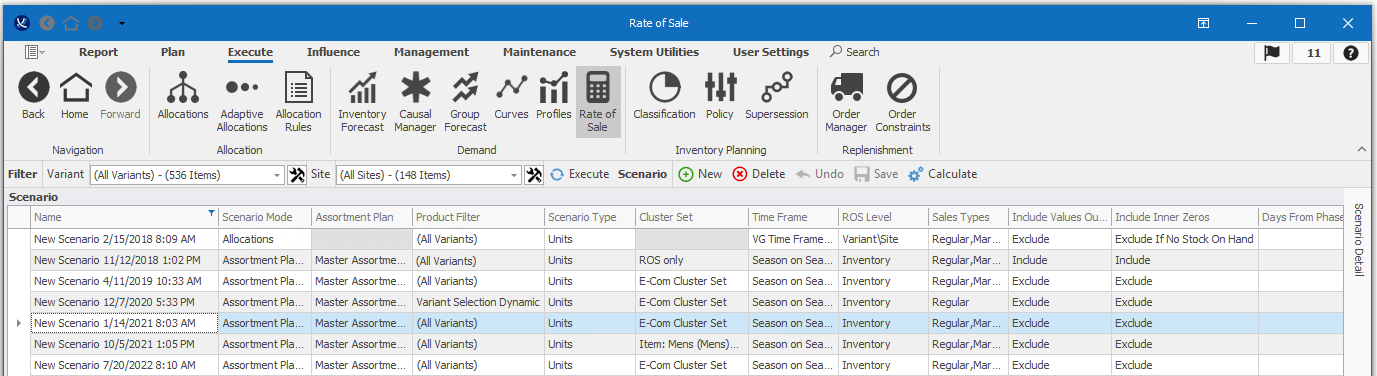 Rate of Sale
Report Plan Execute Influence Management Maintenance System Utilities User Settings Search 11 ?
Back Home Forward Allocations Adaptive Allocations Allocation Rules Inventory Forecast Causal Manager Group Forecast Curves Profiles Rate of Sale Classification Policy Supersession Order Manager Order Constraints
Navigation Allocation Demand Inventory Planning Replenishment
Filter Variant (All Variants) - (536 Items) Site (All Sites) - (148 Items) Execute Scenario New Delete Undo Save Calculate
Scenario
Name Scenario Mode Assortment Plan Product Filter Scenario Type Cluster Set Time Frame ROS Level Sales Types Include Values Ou... Include Inner Zeros Days From Phase
New Scenario 2/15/2018 8:09 AM Allocations (All Variants) Units VG Time Frame... Variant\Site Regular,Mar... Exclude Exclude If No Stock On Hand
New Scenario 11/12/2018 1:02 PM Assortment Pla... Master Assortme... (All Variants) Units ROS only Season on Sea... Inventory Regular,Mar... Include Include
New Scenario 4/11/2019 10:33 AM Assortment Pla... Master Assortme... (All Variants) Units E-Com Cluster Set Season on Sea... Inventory Regular,Mar... Exclude Exclude
New Scenario 12/7/2020 5:33 PM Assortment Pla... Master Assortme... Variant Selection Dynamic Units E-Com Cluster Set Season on Sea... Inventory Regular Exclude Exclude
New Scenario 1/14/2021 8:03 AM Assortment Pla... Master Assortme... (All Variants) Units E-Com Cluster Set Season on Sea... Inventory Regular,Mar... Exclude Exclude
New Scenario 10/5/2021 1:05 PM Assortment Pla... Master Assortme... (All Variants) Units Item: Mens (Mens)... Season on Sea... Inventory Regular,Mar... Exclude Exclude
New Scenario 7/20/2022 8:10 AM Assortment Pla... Master Assortme... (All Variants) Units E-Com Cluster Set Season on Sea... Inventory Regular,Mar... Exclude Exclude
Scenario Detail